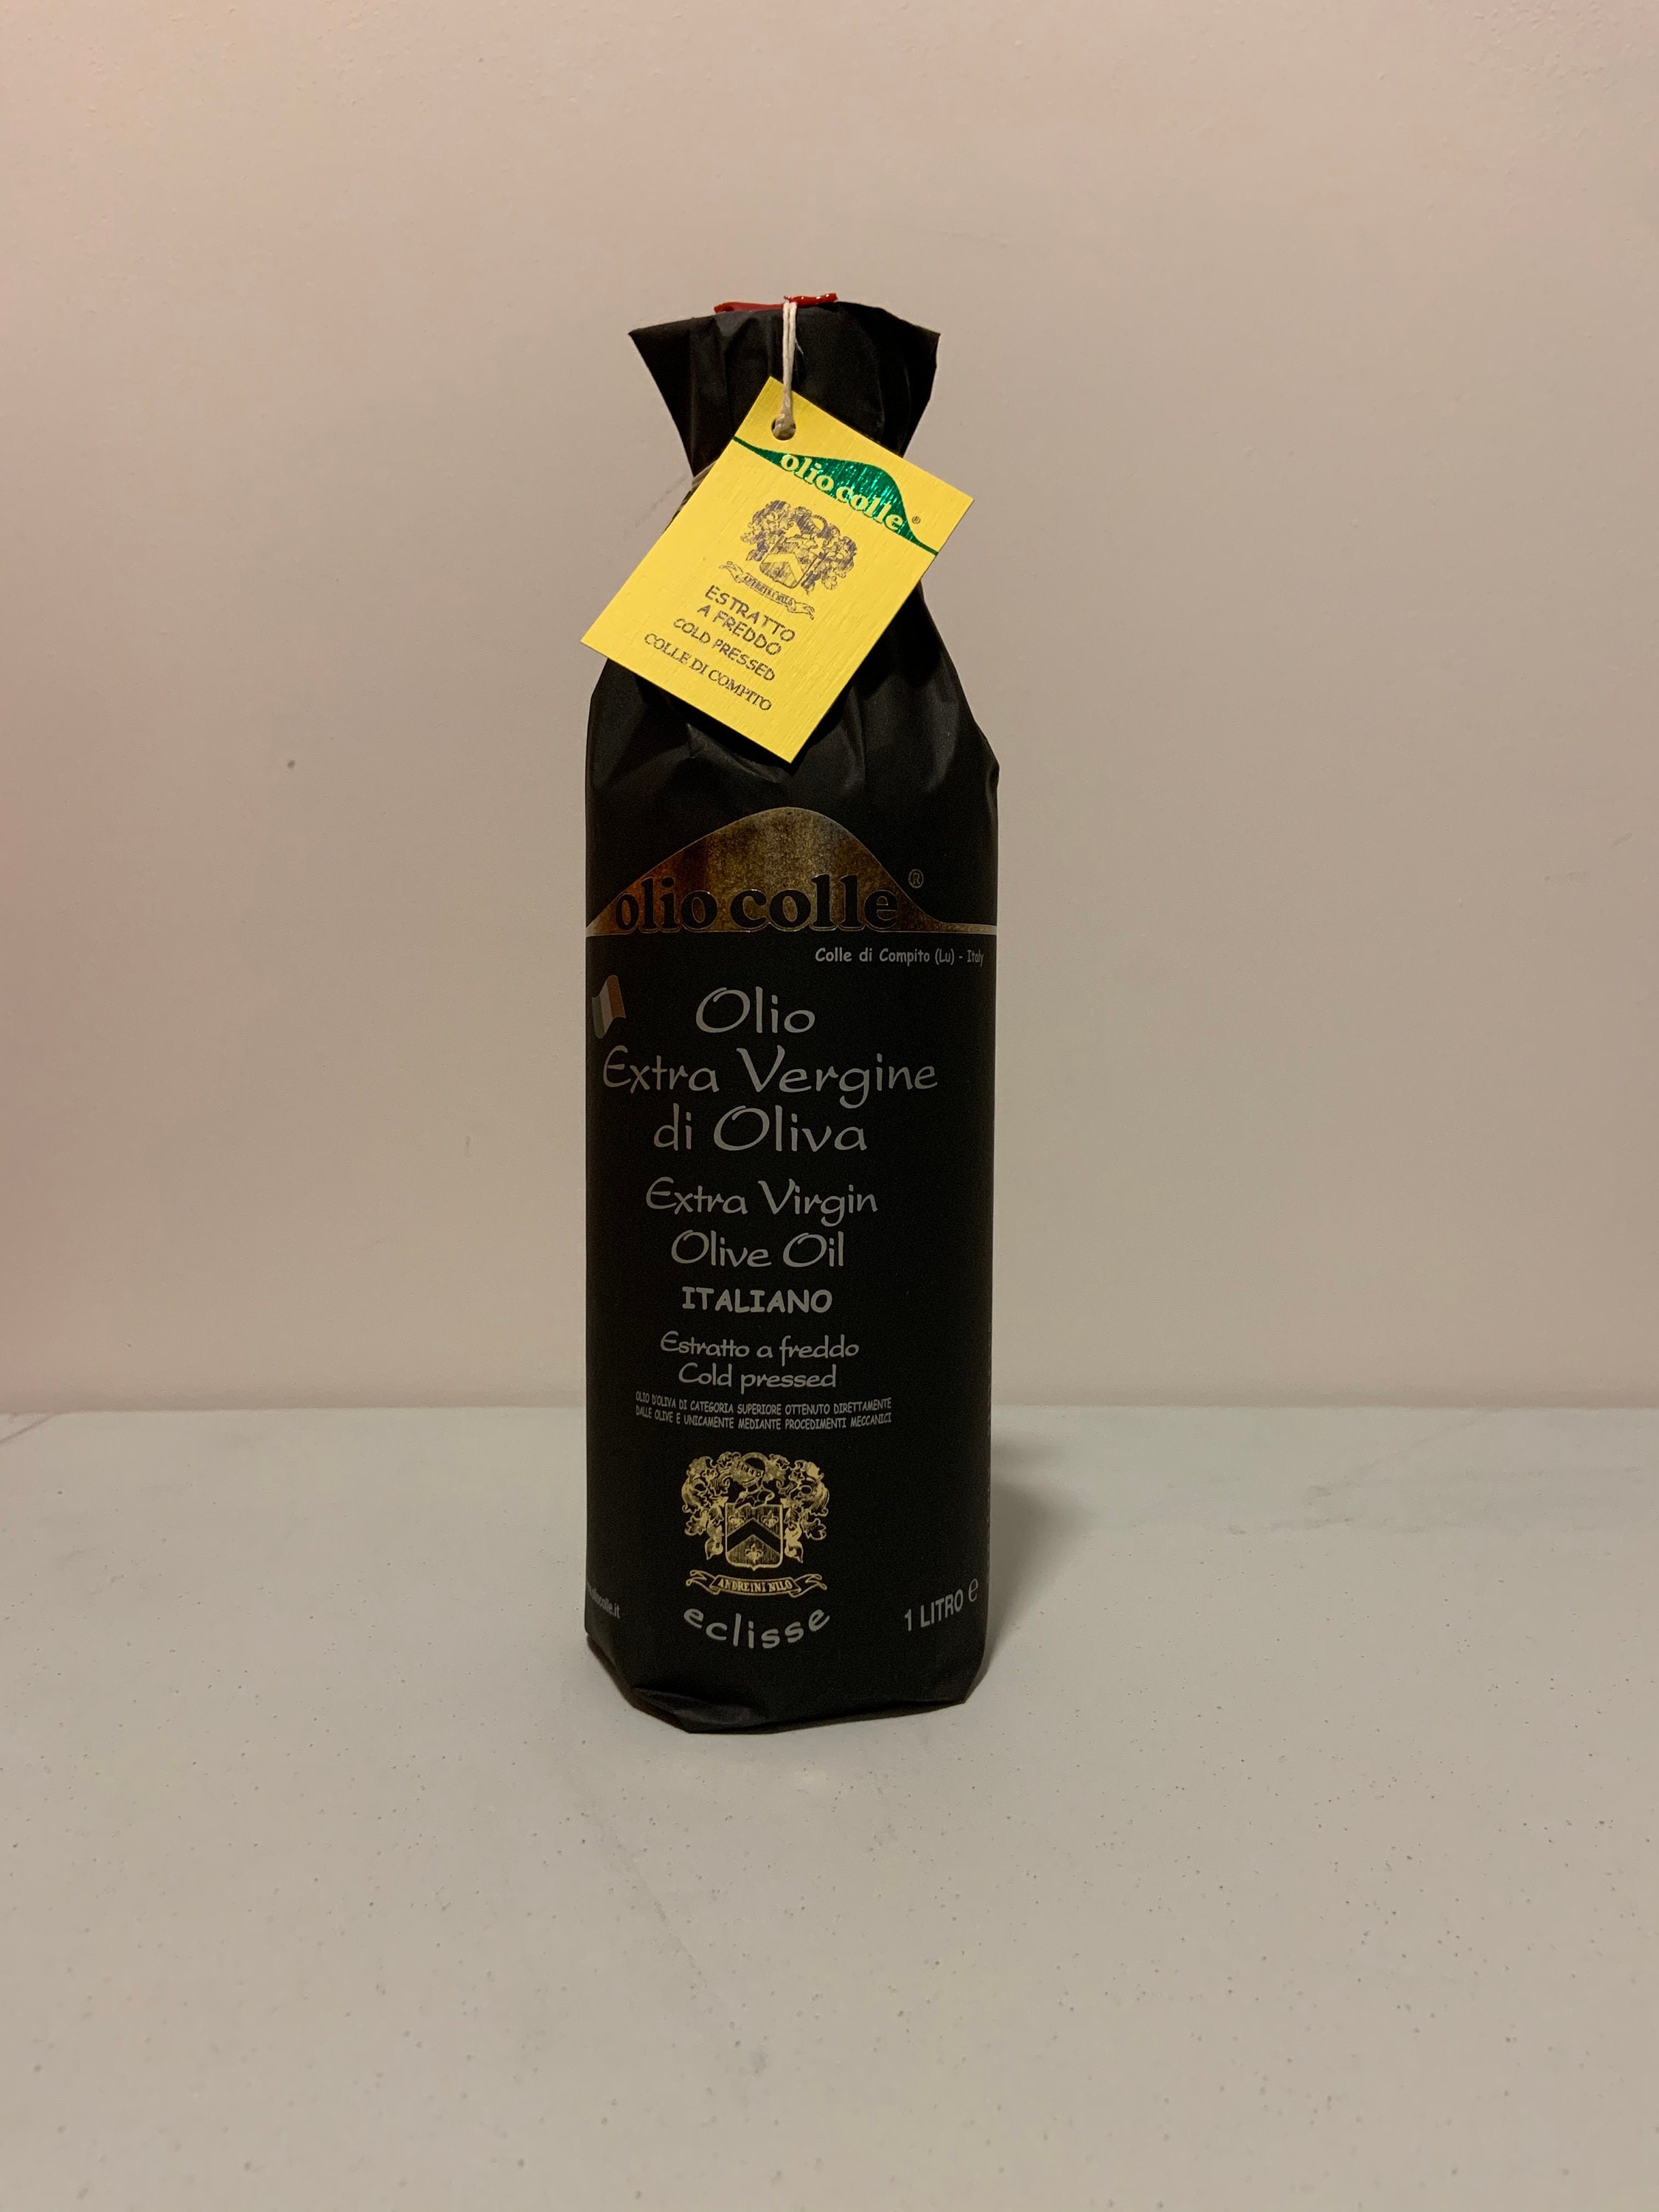 olio colle®
ANDREINI NILO
ESTRATTO
A FREDDO
COLD PRESSED
COLLE DI COMPITO
olio colle®
Colle di Compito (Lu) - Italy
Olio
Extra Vergine
di Oliva
Extra Virgin
Olive Oil
ITALIANO
Estratto a freddo
Cold pressed
OLIO D'OLIVA DI CATEGORIA SUPERIORE OTTENUTO DIRETTAMENTE
DALLE OLIVE E UNICAMENTE MEDIANTE PROCEDIMENTI MECCANICI
ANDREINI NILO
eclisse
1 LITRO e